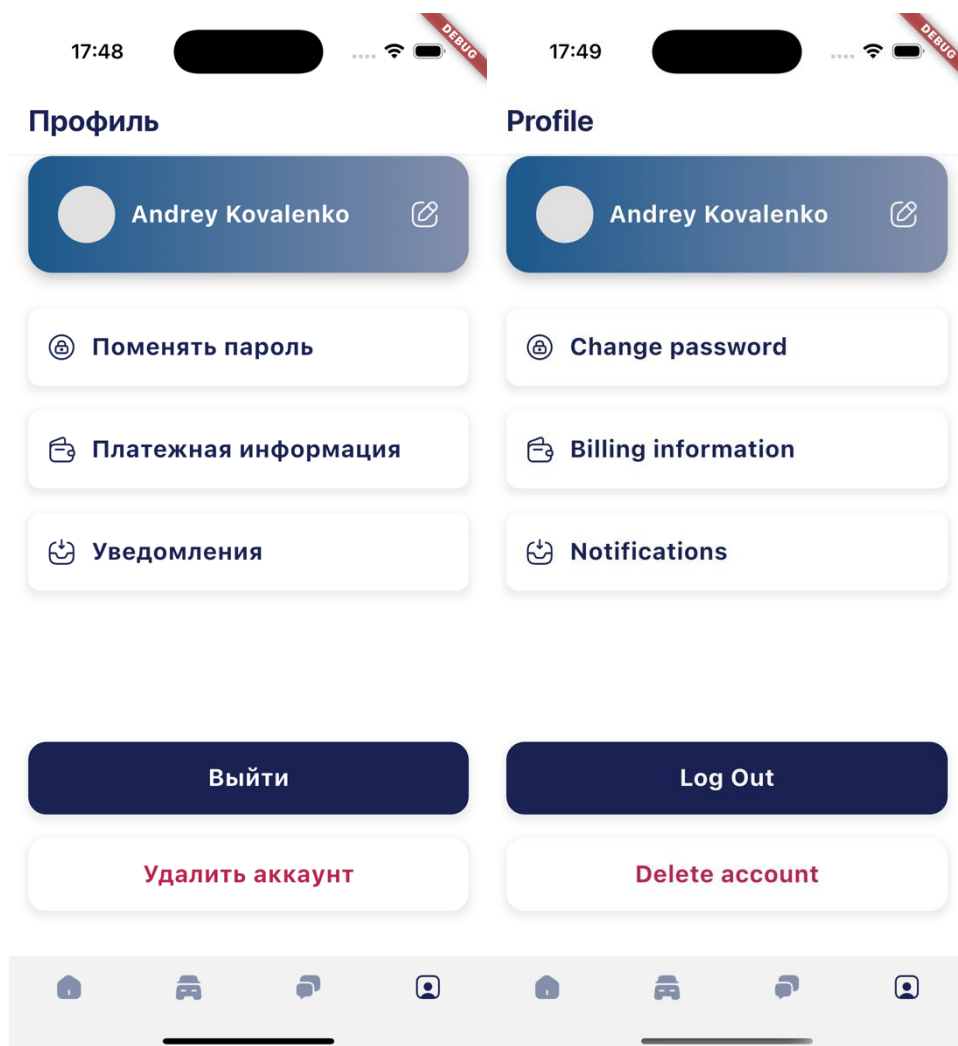 17:48
DEBUG
Профиль
Andrey Kovalenko
Поменять пароль
Платежная информация
Уведомления
Выйти
Удалить аккаунт
17:49
DEBUG
Profile
Andrey Kovalenko
Change password
Billing information
Notifications
Log Out
Delete account